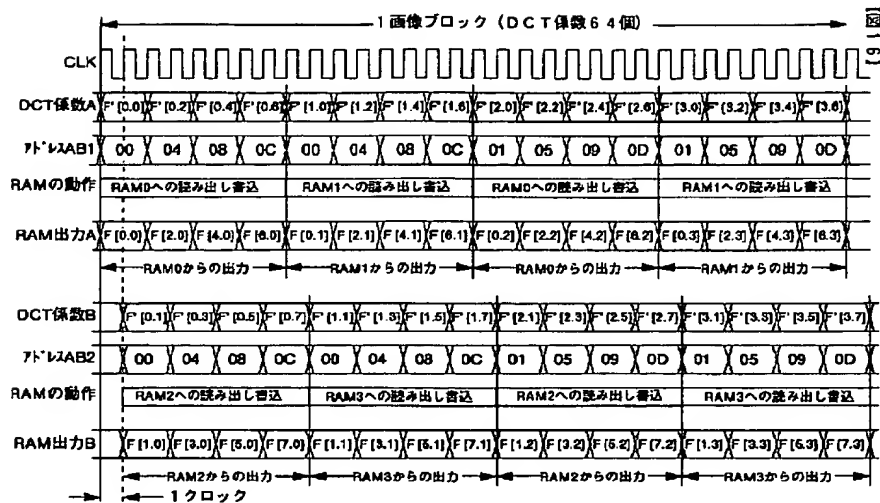 【図16】
1画像ブロック（DCT係数64個）
CLK
DCT係数A F'[0.0] F'[0.2] F'[0.4] F'[0.6] F'[1.0] F'[1.2] F'[1.4] F'[1.6] F'[2.0] F'[2.2] F'[2.4] F'[2.6] F'[3.0] F'[3.2] F'[3.4] F'[3.6]
ｱﾄﾞﾚｽAB1 00 04 08 0C 00 04 08 0C 01 05 09 0D 01 05 09 0D
RAMの動作 RAM0への読み出し書込 RAM1への読み出し書込 RAM0への読み出し書込 RAM1への読み出し書込
RAM出力A F[0.0] F[2.0] F[4.0] F[6.0] F[0.1] F[2.1] F[4.1] F[6.1] F[0.2] F[2.2] F[4.2] F[6.2] F[0.3] F[2.3] F[4.3] F[6.3]
RAM0からの出力 RAM1からの出力 RAM0からの出力 RAM1からの出力
DCT係数B F'[0.1] F'[0.3] F'[0.5] F'[0.7] F'[1.1] F'[1.3] F'[1.5] F'[1.7] F'[2.1] F'[2.3] F'[2.5] F'[2.7] F'[3.1] F'[3.3] F'[3.5] F'[3.7]
ｱﾄﾞﾚｽAB2 00 04 08 0C 00 04 08 0C 01 05 09 0D 01 05 09 0D
RAMの動作 RAM2への読み出し書込 RAM3への読み出し書込 RAM2への読み出し書込 RAM3への読み出し書込
RAM出力B F[1.0] F[3.0] F[5.0] F[7.0] F[1.1] F[3.1] F[5.1] F[7.1] F[1.2] F[3.2] F[5.2] F[7.2] F[1.3] F[3.3] F[5.3] F[7.3]
RAM2からの出力 RAM3からの出力 RAM2からの出力 RAM3からの出力
1クロック